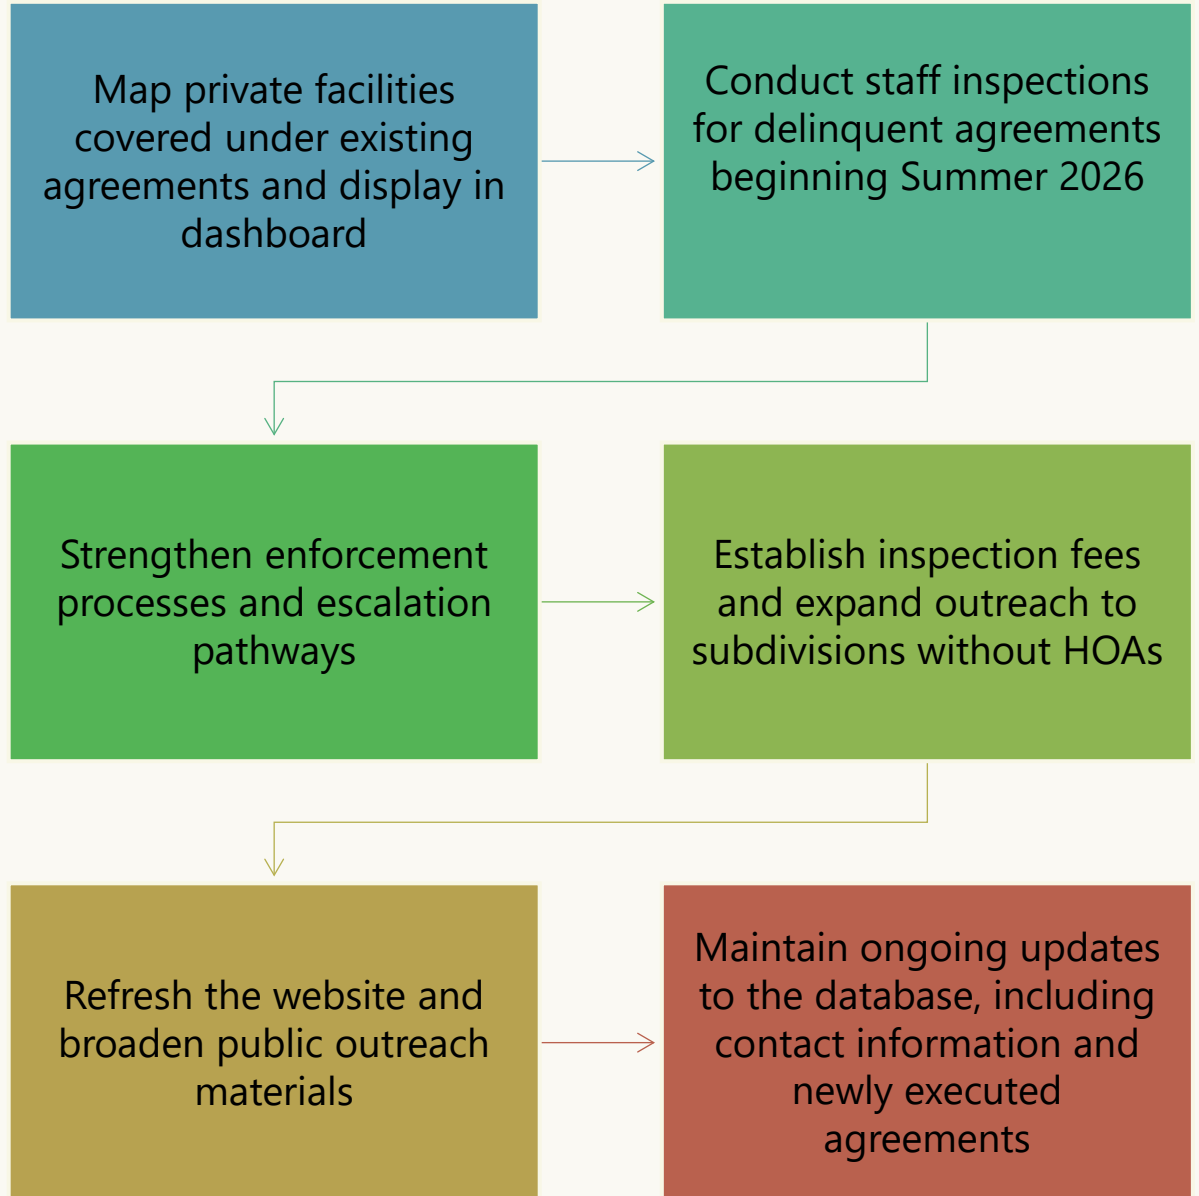 Map private facilities
covered under existing
agreements and display in
dashboard
Conduct staff inspections
for delinquent agreements
beginning Summer 2026
Strengthen enforcement
processes and escalation
pathways
Establish inspection fees
and expand outreach to
subdivisions without HOAs
Refresh the website and
broaden public outreach
materials
Maintain ongoing updates
to the database, including
contact information and
newly executed
agreements